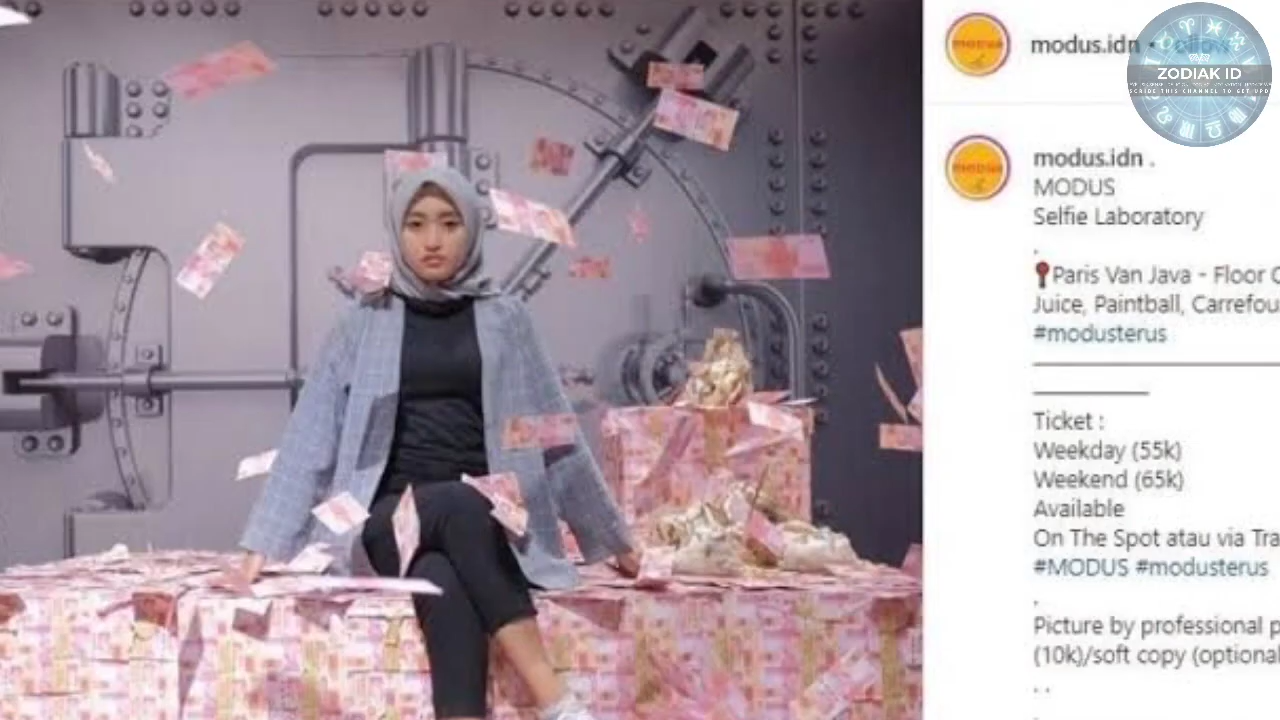 modus.idn • Follow
ZODIAK ID
modus.idn .
MODUS
Selfie Laboratory
.
📍Paris Van Java - Floor
Juice, Paintball,
#modusterus
Ticket :
Weekday (55k)
Weekend (65k)
Available
On The Spot atau via
#MODUS #modusterus
.
Picture by professional
(10k)/soft copy (optional
. .